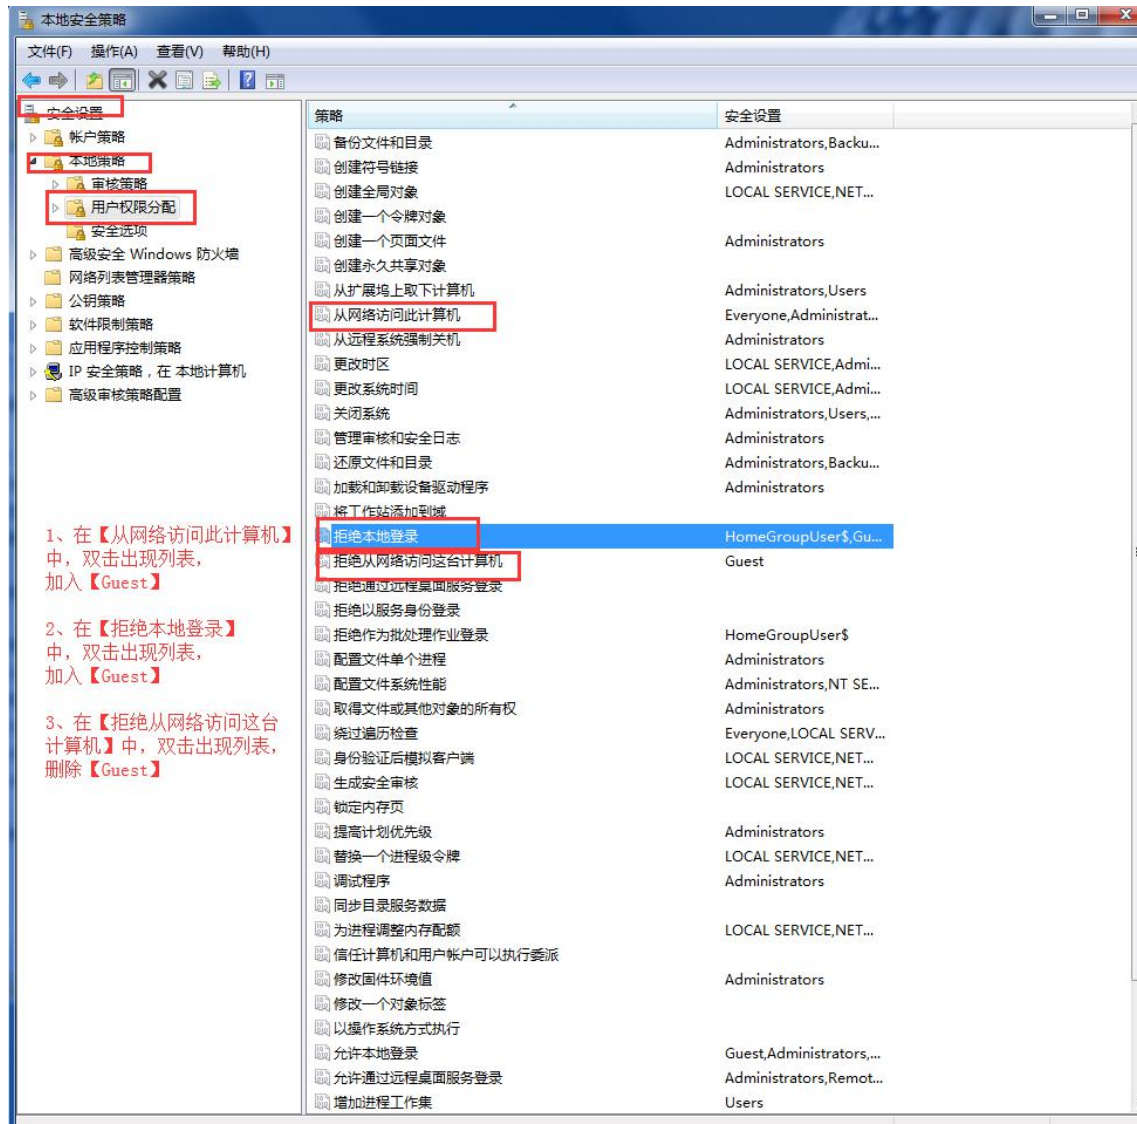 本地安全策略
文件(F) 操作(A) 查看(V) 帮助(H)
安全设置
帐户策略
本地策略
审核策略
用户权限分配
安全选项
高级安全 Windows 防火墙
网络列表管理器策略
公钥策略
软件限制策略
应用程序控制策略
IP 安全策略，在 本地计算机
高级审核策略配置
1、在【从网络访问此计算机】
中，双击出现列表，
加入【Guest】
2、在【拒绝本地登录】
中，双击出现列表，
加入【Guest】
3、在【拒绝从网络访问这台
计算机】中，双击出现列表，
删除【Guest】
策略 安全设置
备份文件和目录 Administrators,Backu...
创建符号链接 Administrators
创建全局对象 LOCAL SERVICE,NET...
创建一个令牌对象
创建一个页面文件 Administrators
创建永久共享对象
从扩展坞上取下计算机 Administrators,Users
从网络访问此计算机 Everyone,Administrat...
从远程系统强制关机 Administrators
更改时区 LOCAL SERVICE,Admi...
更改系统时间 LOCAL SERVICE,Admi...
关闭系统 Administrators,Users,...
管理审核和安全日志 Administrators
还原文件和目录 Administrators,Backu...
加载和卸载设备驱动程序 Administrators
将工作站添加到域
拒绝本地登录 HomeGroupUser$,Gu...
拒绝从网络访问这台计算机 Guest
拒绝通过远程桌面服务登录
拒绝以服务身份登录
拒绝作为批处理作业登录 HomeGroupUser$
配置文件单个进程 Administrators
配置文件系统性能 Administrators,NT SE...
取得文件或其他对象的所有权 Administrators
绕过遍历检查 Everyone,LOCAL SERV...
身份验证后模拟客户端 LOCAL SERVICE,NET...
生成安全审核 LOCAL SERVICE,NET...
锁定内存页
提高计划优先级 Administrators
替换一个进程级令牌 LOCAL SERVICE,NET...
调试程序 Administrators
同步目录服务数据
为进程调整内存配额 LOCAL SERVICE,NET...
信任计算机和用户帐户可以执行委派
修改固件环境值 Administrators
修改一个对象标签
以操作系统方式执行
允许本地登录 Guest,Administrators,...
允许通过远程桌面服务登录 Administrators,Remot...
增加进程工作集 Users